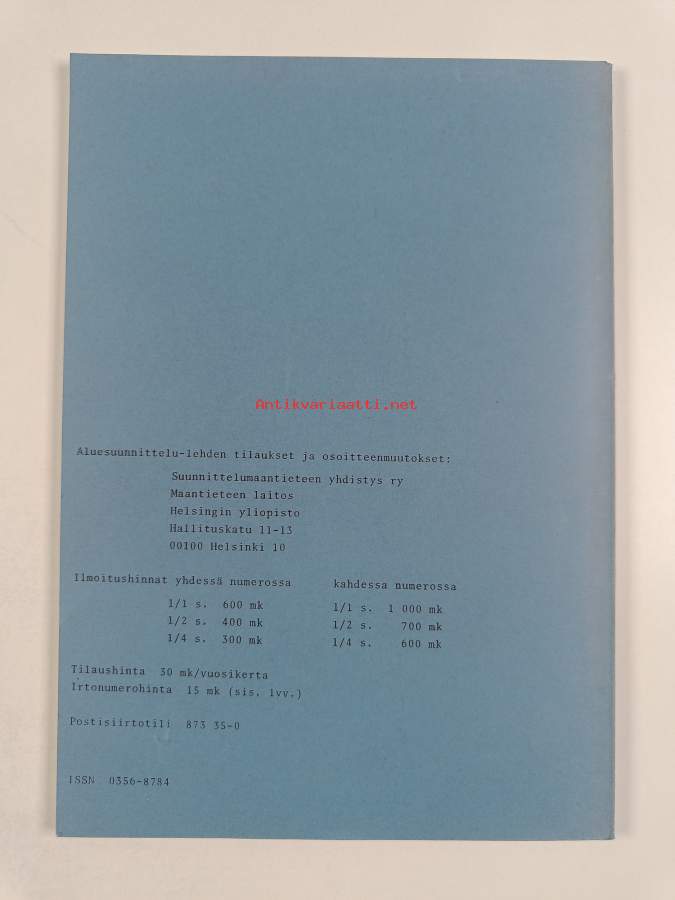 Antikvariaatti.net
Aluesuunnittelu-lehden tilaukset ja osoitteenmuutokset:
Suunnittelumaantieteen yhdistys ry
Maantieteen laitos
Helsingin yliopisto
Hallituskatu 11-13
00100 Helsinki 10
Ilmoitushinnat yhdessä numerossa kahdessa numerossa
1/1 s. 600 mk 1/1 s. 1 000 mk
1/2 s. 400 mk 1/2 s. 700 mk
1/4 s. 300 mk 1/4 s. 600 mk
Tilaushinta 30 mk/vuosikerta
Irtonumerohinta 15 mk (sis. lvv.)
Postisiirtotili 873 35-0
ISSN 0356-8784